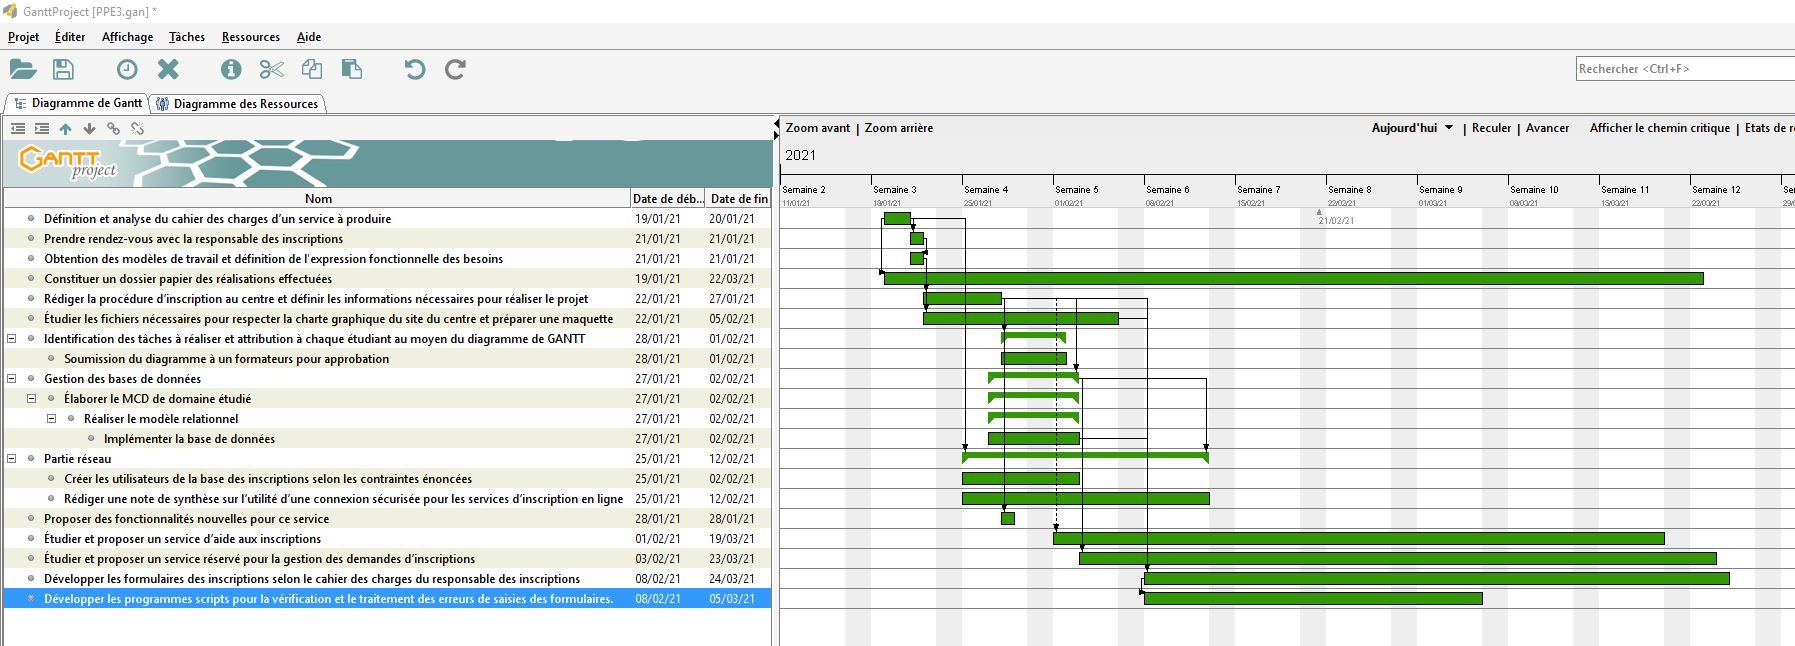 GanttProject [PPE3.gan] *
Projet Éditer Affichage Tâches Ressources Aide
Rechercher <Ctrl+F>
Diagramme de Gantt Diagramme des Ressources
Zoom avant | Zoom arrière Aujourd'hui | Reculer | Avancer Afficher le chemin critique | Etats de r
GANTT project
2021
Semaine 2 Semaine 3 Semaine 4 Semaine 5 Semaine 6 Semaine 7 Semaine 8 Semaine 9 Semaine 10 Semaine 11 Semaine 12 Se
11/01/21 18/01/21 25/01/21 01/02/21 08/02/21 15/02/21 22/02/21 01/03/21 08/03/21 15/03/21 22/03/21 29/0
21/02/21
Nom Date de déb... Date de fin
Définition et analyse du cahier des charges d’un service à produire 19/01/21 20/01/21
Prendre rendez-vous avec la responsable des inscriptions 21/01/21 21/01/21
Obtention des modèles de travail et définition de l'expression fonctionnelle des besoins 21/01/21 21/01/21
Constituer un dossier papier des réalisations effectuées 19/01/21 22/03/21
Rédiger la procédure d’inscription au centre et définir les informations nécessaires pour réaliser le projet 22/01/21 27/01/21
Étudier les fichiers nécessaires pour respecter la charte graphique du site du centre et préparer une maquette 22/01/21 05/02/21
Identification des tâches à réaliser et attribution à chaque étudiant au moyen du diagramme de GANTT 28/01/21 01/02/21
Soumission du diagramme à un formateurs pour approbation 28/01/21 01/02/21
Gestion des bases de données 27/01/21 02/02/21
Élaborer le MCD de domaine étudié 27/01/21 02/02/21
Réaliser le modèle relationnel 27/01/21 02/02/21
Implémenter la base de données 27/01/21 02/02/21
Partie réseau 25/01/21 12/02/21
Créer les utilisateurs de la base des inscriptions selon les contraintes énoncées 25/01/21 02/02/21
Rédiger une note de synthèse sur l’utilité d’une connexion sécurisée pour les services d’inscription en ligne 25/01/21 12/02/21
Proposer des fonctionnalités nouvelles pour ce service 28/01/21 28/01/21
Étudier et proposer un service d’aide aux inscriptions 01/02/21 19/03/21
Étudier et proposer un service réservé pour la gestion des demandes d’inscriptions 03/02/21 23/03/21
Développer les formulaires des inscriptions selon le cahier des charges du responsable des inscriptions 08/02/21 24/03/21
Développer les programmes scripts pour la vérification et le traitement des erreurs de saisies des formulaires. 08/02/21 05/03/21